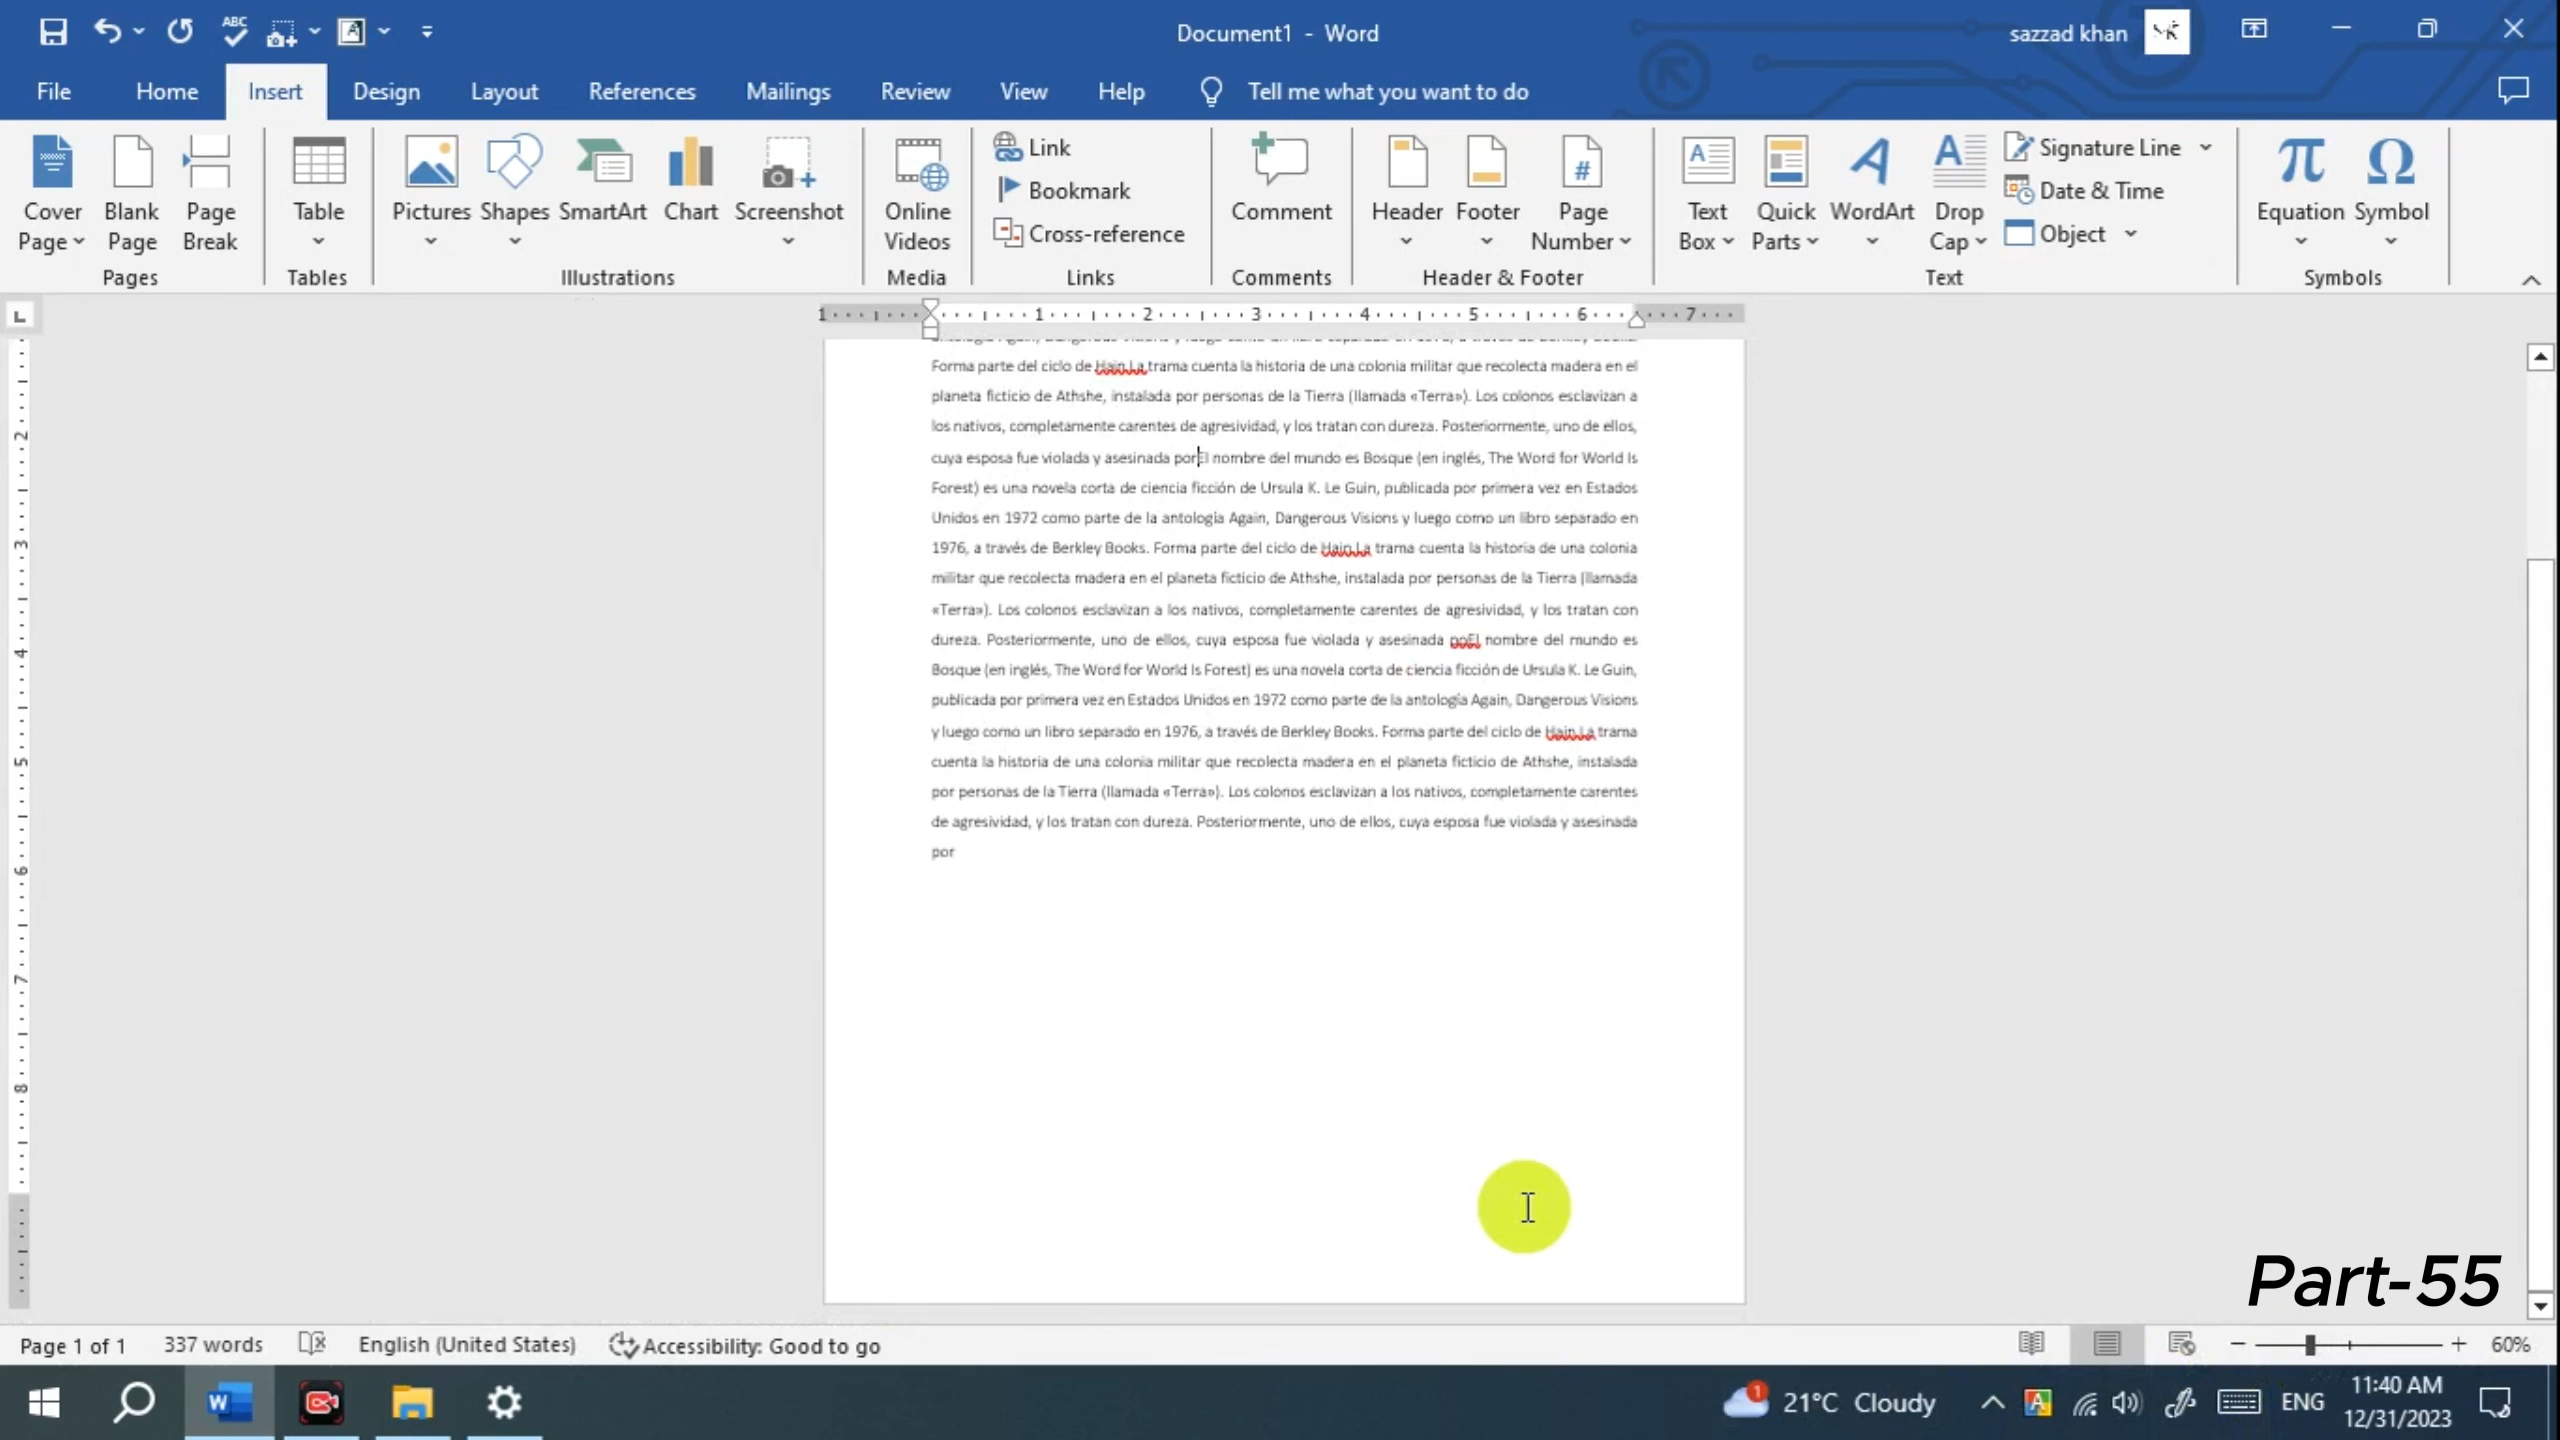 ABC
Document1 - Word
sazzad khan
File Home Insert Design Layout References Mailings Review View Help Tell me what you want to do
Cover Page
Blank Page
Page Break
Pages
Table
Tables
Pictures
Shapes
SmartArt
Chart
Screenshot
Illustrations
Online Videos
Media
Link
Bookmark
Cross-reference
Links
Comment
Comments
Header
Footer
Page Number
Header & Footer
Text Box
Quick Parts
WordArt
Drop Cap
Signature Line
Date & Time
Object
Text
Equation
Symbol
Symbols
1 1 2 3 4 5 6 7
Forma parte del ciclo de Hain.La trama cuenta la historia de una colonia militar que recolecta madera en el
planeta ficticio de Athshe, instalada por personas de la Tierra (llamada «Terra»). Los colonos esclavizan a
los nativos, completamente carentes de agresividad, y los tratan con dureza. Posteriormente, uno de ellos,
cuya esposa fue violada y asesinada porEl nombre del mundo es Bosque (en inglés, The Word for World Is
Forest) es una novela corta de ciencia ficción de Ursula K. Le Guin, publicada por primera vez en Estados
Unidos en 1972 como parte de la antología Again, Dangerous Visions y luego como un libro separado en
1976, a través de Berkley Books. Forma parte del ciclo de Hain.La trama cuenta la historia de una colonia
militar que recolecta madera en el planeta ficticio de Athshe, instalada por personas de la Tierra (llamada
«Terra»). Los colonos esclavizan a los nativos, completamente carentes de agresividad, y los tratan con
dureza. Posteriormente, uno de ellos, cuya esposa fue violada y asesinada poEl nombre del mundo es
Bosque (en inglés, The Word for World Is Forest) es una novela corta de ciencia ficción de Ursula K. Le Guin,
publicada por primera vez en Estados Unidos en 1972 como parte de la antología Again, Dangerous Visions
y luego como un libro separado en 1976, a través de Berkley Books. Forma parte del ciclo de Hain.La trama
cuenta la historia de una colonia militar que recolecta madera en el planeta ficticio de Athshe, instalada
por personas de la Tierra (llamada «Terra»). Los colonos esclavizan a los nativos, completamente carentes
de agresividad, y los tratan con dureza. Posteriormente, uno de ellos, cuya esposa fue violada y asesinada
por
2
3
4
5
6
7
8
Part-55
Page 1 of 1 337 words English (United States) Accessibility: Good to go 60%
1 21°C Cloudy ENG 11:40 AM
12/31/2023